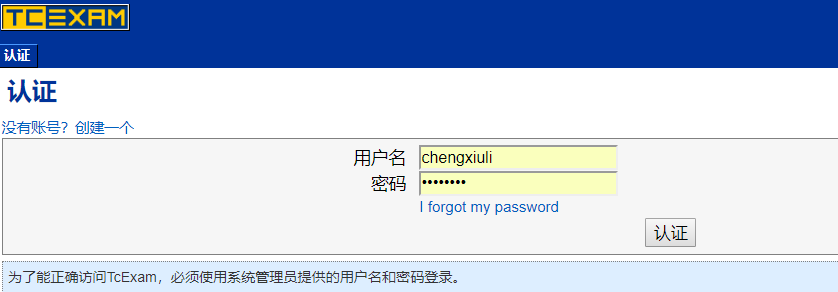 TCEXAM
认证
认证
没有账号？创建一个
用户名 chengxiuli
密码 ••••••••
I forgot my password
认证
为了能正确访问TcExam，必须使用系统管理员提供的用户名和密码登录。